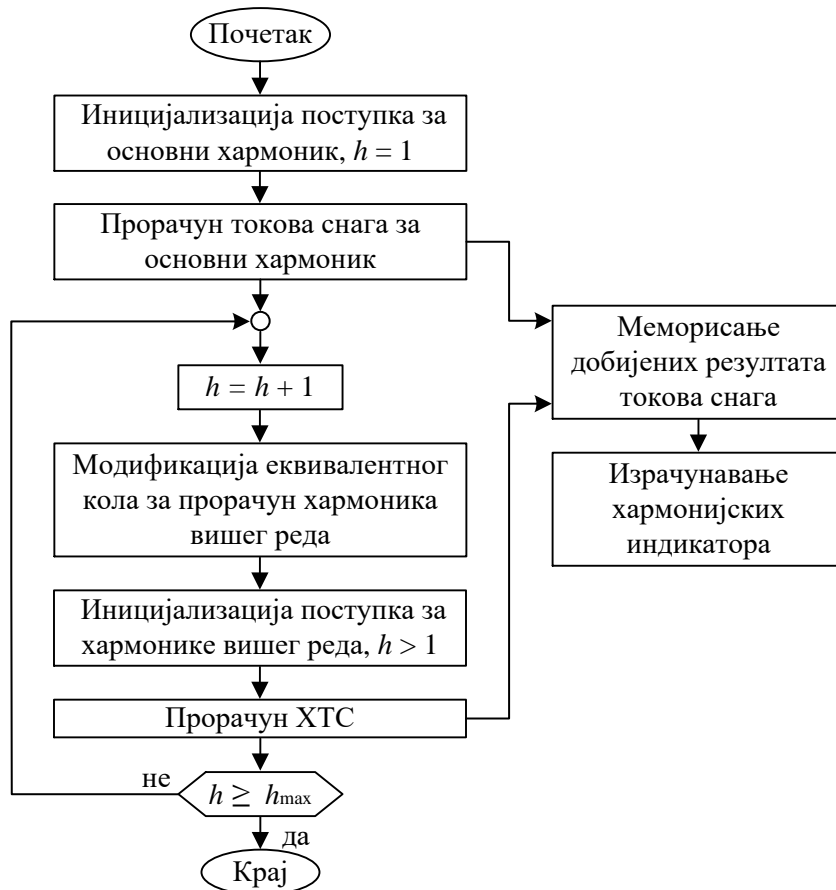 Почетак
Иницијализација поступка за
основни хармоник, h = 1
Прорачун токова снага за
основни хармоник
h = h + 1
Модификација еквивалентног
кола за прорачун хармоника
вишег реда
Иницијализација поступка за
хармонике вишег реда, h > 1
Прорачун ХТС
не
h ≥ hmax
да
Крај
Меморисање
добијених резултата
токова снага
Израчунавање
хармонијских
индикатора